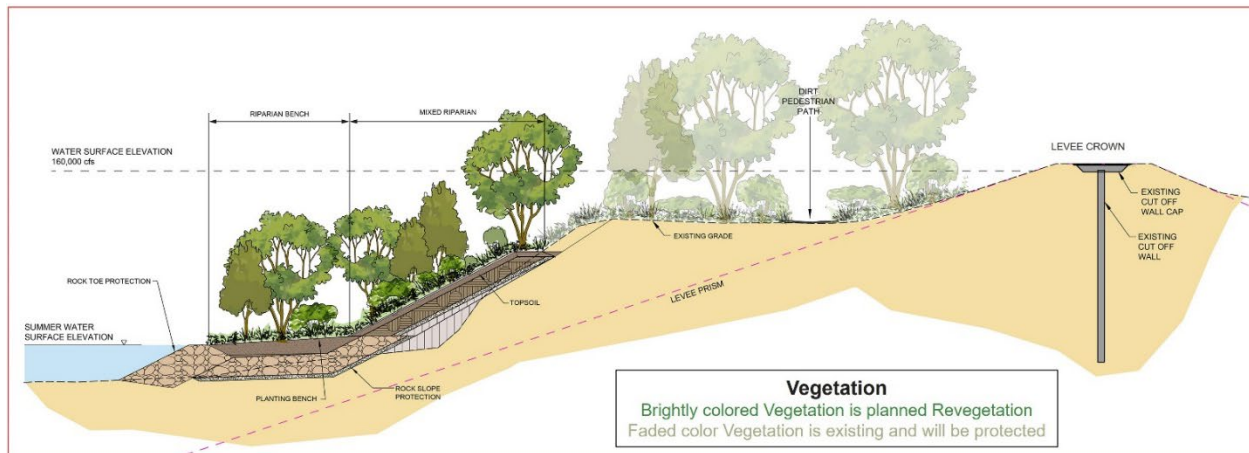 RIPARIAN BENCH
MIXED RIPARIAN
DIRT
PEDESTRIAN
PATH
WATER SURFACE ELEVATION
160,000 cfs
LEVEE CROWN
EXISTING
CUT OFF
WALL CAP
EXISTING
CUT OFF
WALL
EXISTING GRADE
ROCK TOE PROTECTION
TOPSOIL
LEVEE PRISM
SUMMER WATER
SURFACE ELEVATION
PLANTING BENCH
ROCK SLOPE
PROTECTION
Vegetation
Brightly colored Vegetation is planned Revegetation
Faded color Vegetation is existing and will be protected